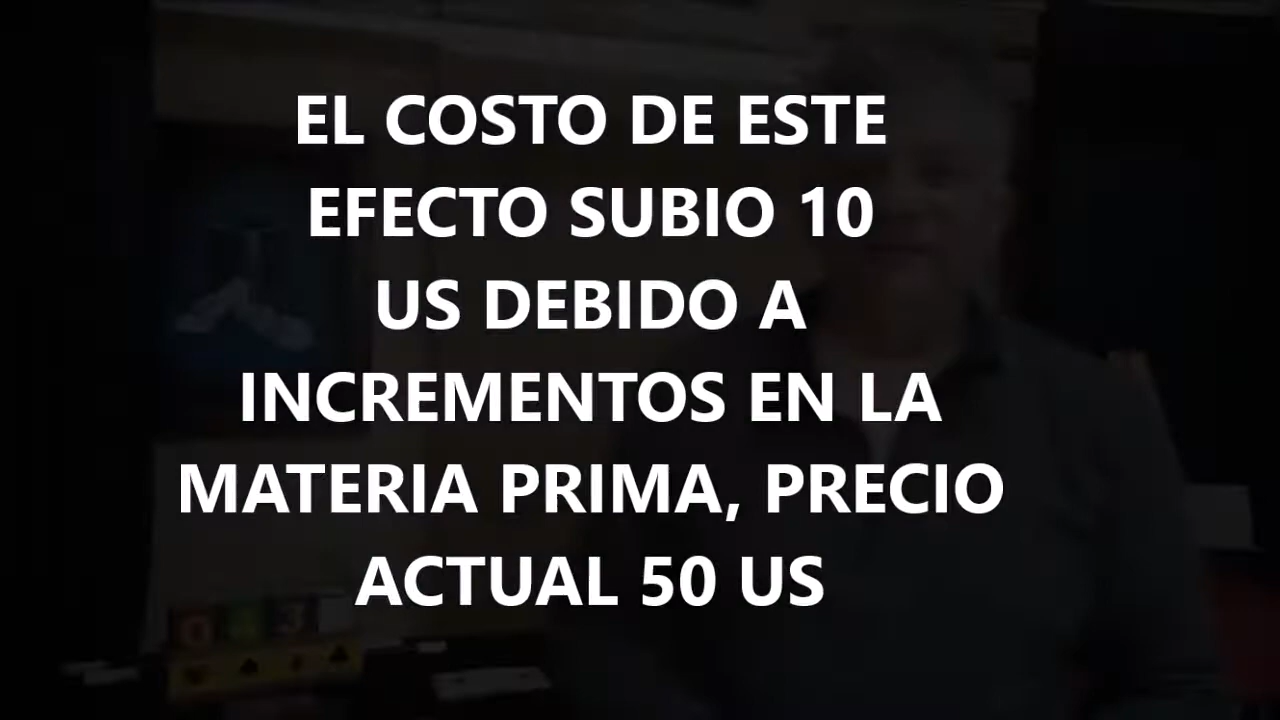 EL COSTO DE ESTE
EFECTO SUBIO 10
US DEBIDO A
INCREMENTOS EN LA
MATERIA PRIMA, PRECIO
ACTUAL 50 US